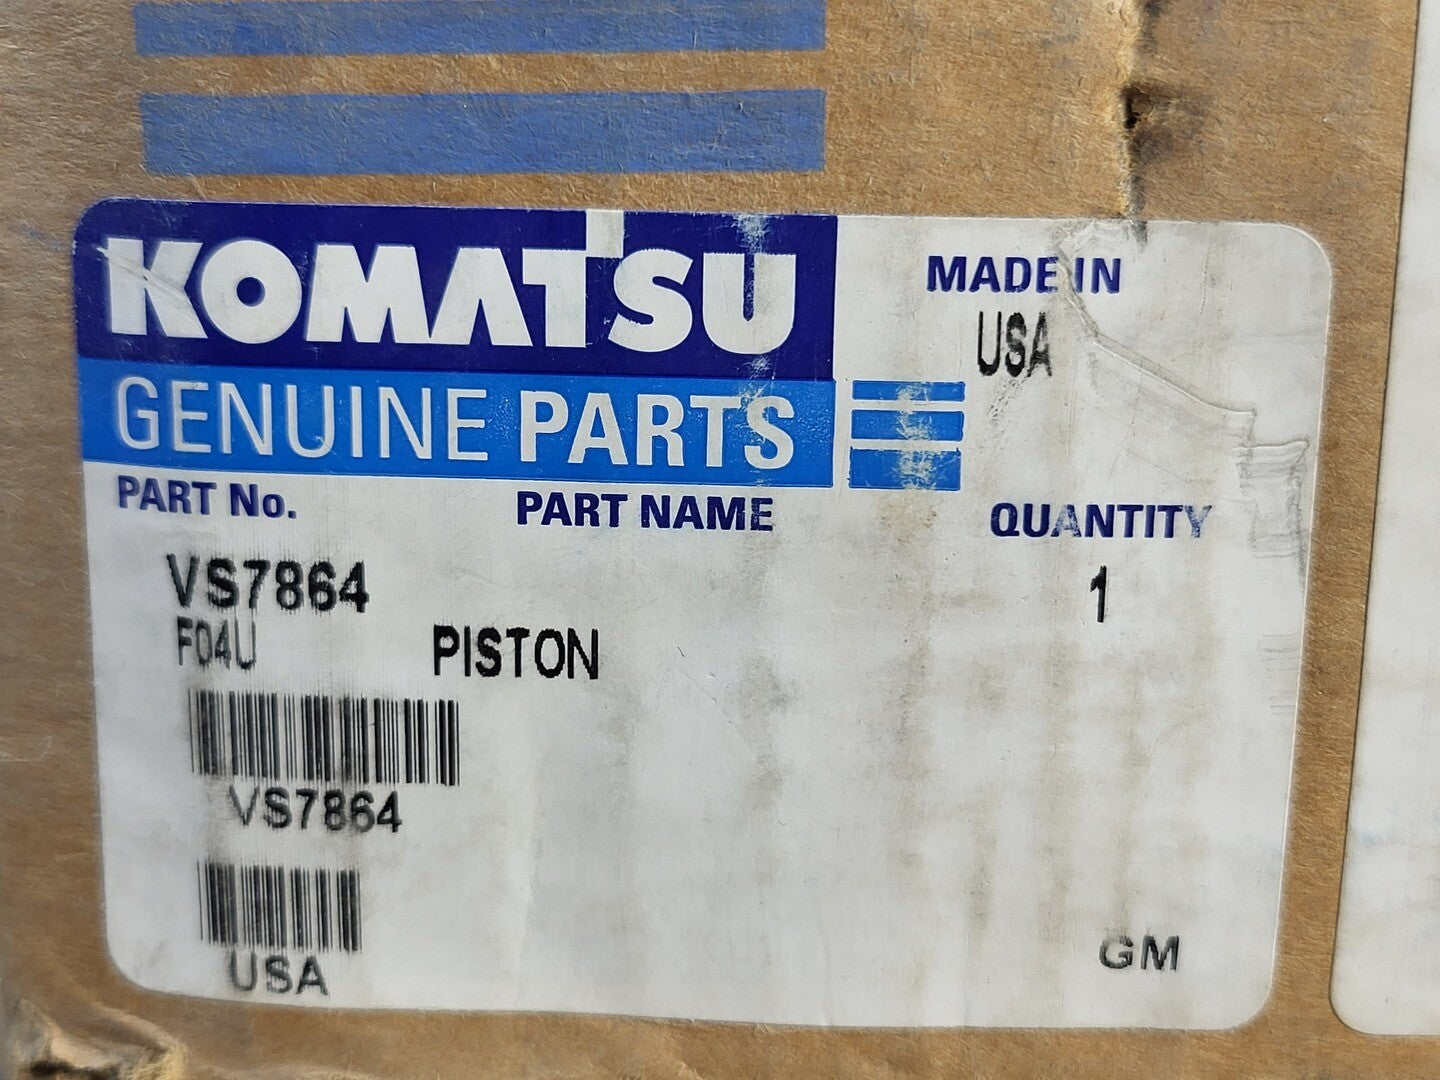 KOMATSU
GENUINE PARTS
MADE IN
USA
PART No. PART NAME QUANTITY
VS7864 1
F04U PISTON
VS7864
USA
GM